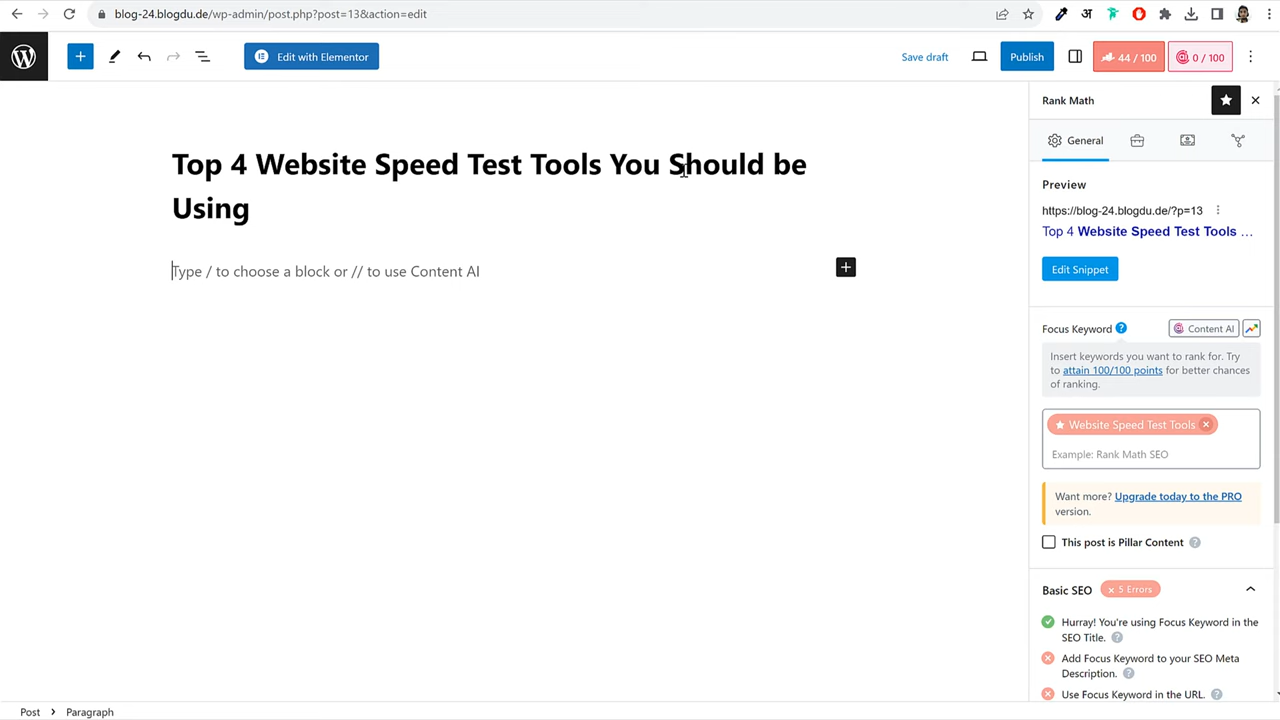 blog-24.blogdu.de/wp-admin/post.php?post=13&action=edit
अ
Edit with Elementor
Save draft
Publish
44 / 100
0 / 100
Rank Math
General
Top 4 Website Speed Test Tools You Should be
Using
Type / to choose a block or // to use Content AI
Preview
https://blog-24.blogdu.de/?p=13
Top 4 Website Speed Test Tools ...
Edit Snippet
Focus Keyword ?
Content AI
Insert keywords you want to rank for. Try
to attain 100/100 points for better chances
of ranking.
Website Speed Test Tools
Example: Rank Math SEO
Want more? Upgrade today to the PRO
version.
This post is Pillar Content ?
Basic SEO
× 5 Errors
Hurray! You're using Focus Keyword in the
SEO Title. ?
Add Focus Keyword to your SEO Meta
Description. ?
Use Focus Keyword in the URL. ?
Post > Paragraph